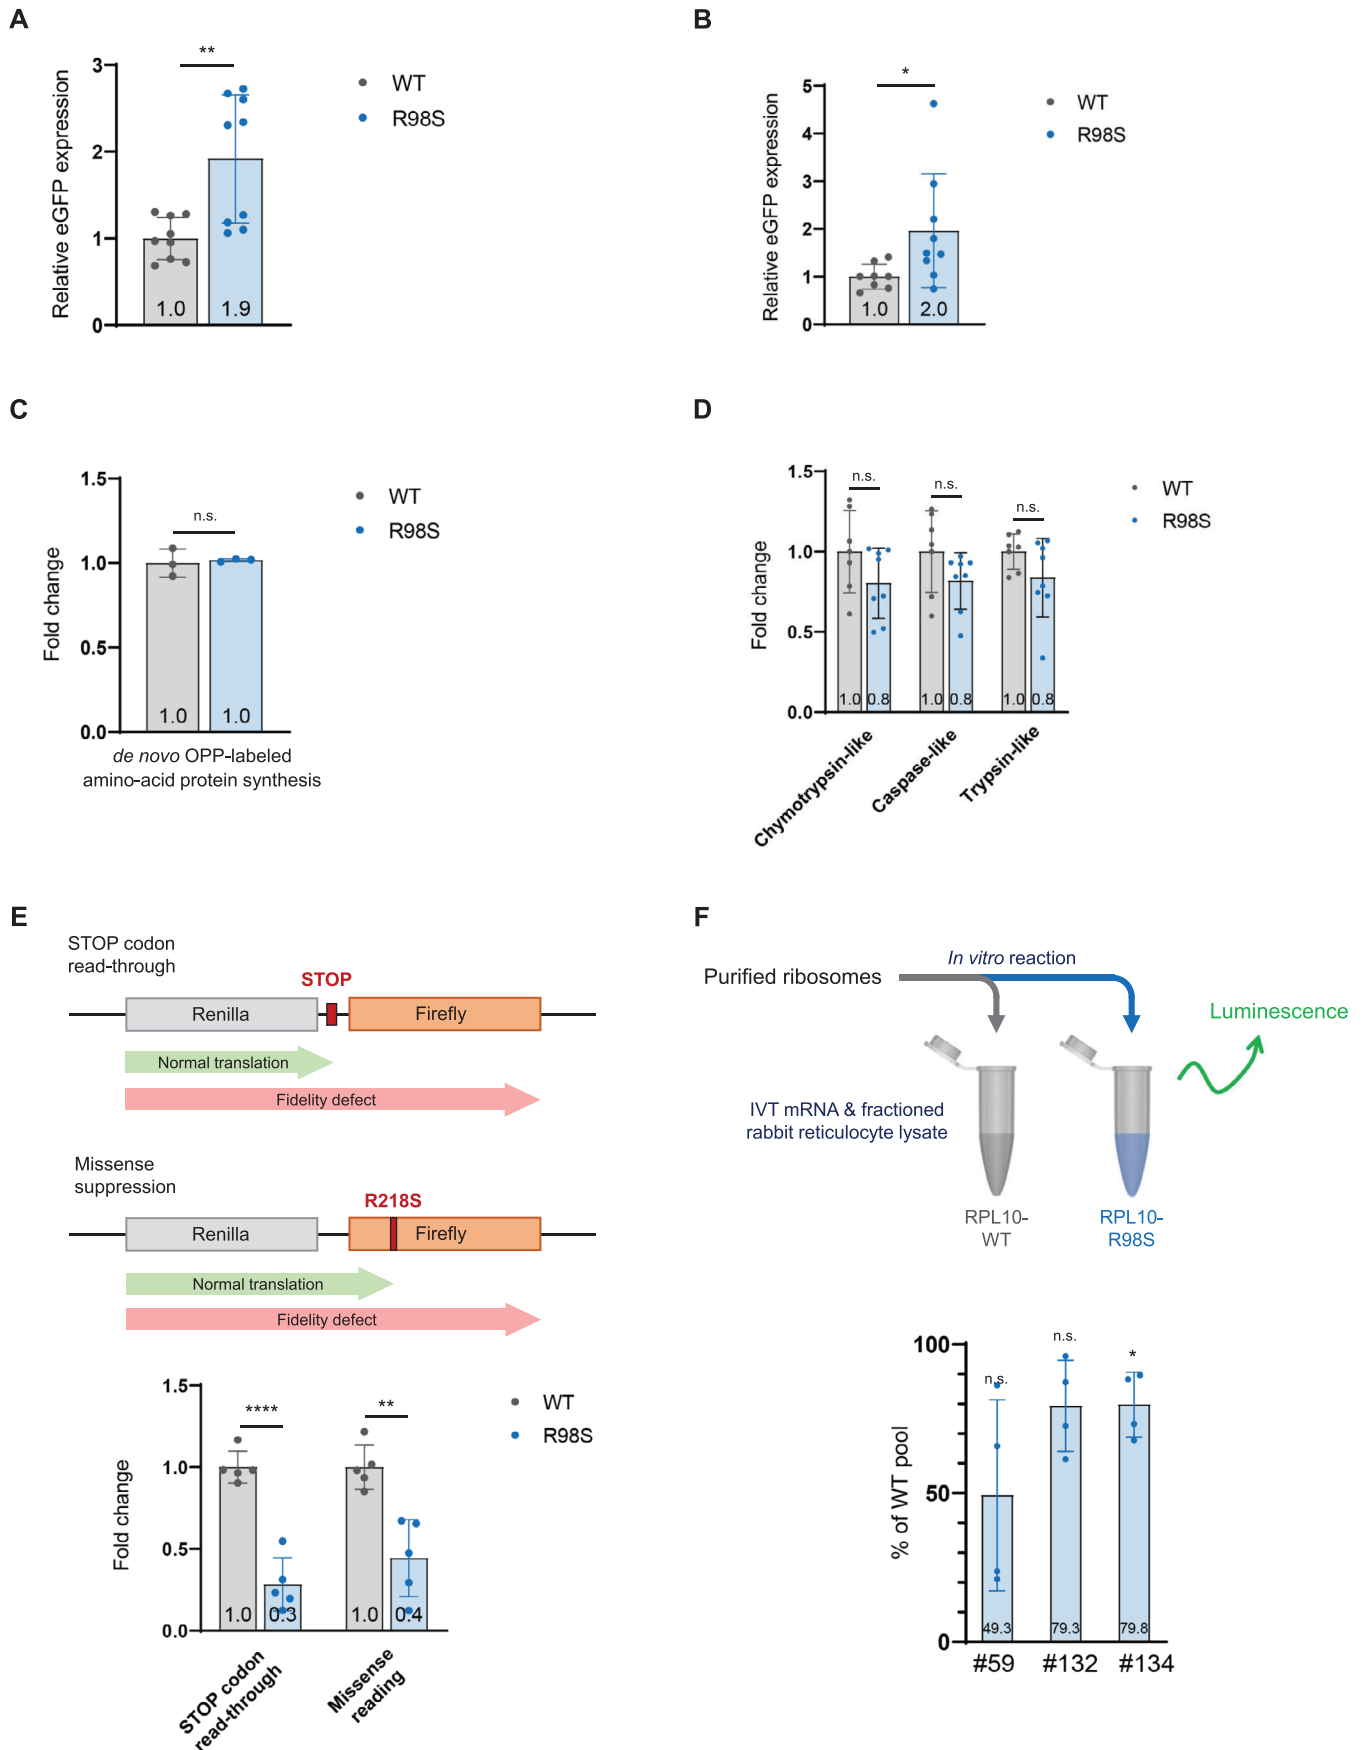 A
**
3
2
1
0
Relative eGFP expression
1.0
1.9
WT
R98S
B
*
5
4
3
2
1
0
Relative eGFP expression
1.0
2.0
WT
R98S
C
1.5
1.0
0.5
0.0
Fold change
n.s.
1.0
1.0
WT
R98S
de novo OPP-labeled
amino-acid protein synthesis
D
1.5
1.0
0.5
0.0
Fold change
n.s.
n.s.
n.s.
1.0
0.8
1.0
0.8
1.0
0.8
WT
R98S
Chymotrypsin-like
Caspase-like
Trypsin-like
E
STOP codon
read-through
STOP
Renilla
Firefly
Normal translation
Fidelity defect
Missense
suppression
R218S
Renilla
Firefly
Normal translation
Fidelity defect
1.5
1.0
0.5
0.0
Fold change
****
**
1.0
0.3
1.0
0.4
WT
R98S
STOP codon
read-through
Missense
reading
F
In vitro reaction
Purified ribosomes
Luminescence
IVT mRNA & fractioned
rabbit reticulocyte lysate
RPL10-
WT
RPL10-
R98S
100
50
0
% of WT pool
n.s.
n.s.
*
49.3
79.3
79.8
#59
#132
#134